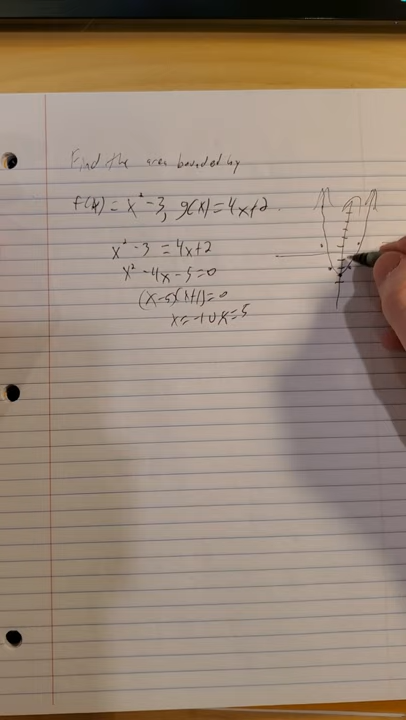 Find the area bounded by
f(x) = x² - 3, g(x) = 4x+2
x² - 3 = 4x+2
x² - 4x - 5 = 0
(x-5)(x+1) = 0
x = -1 U x = 5